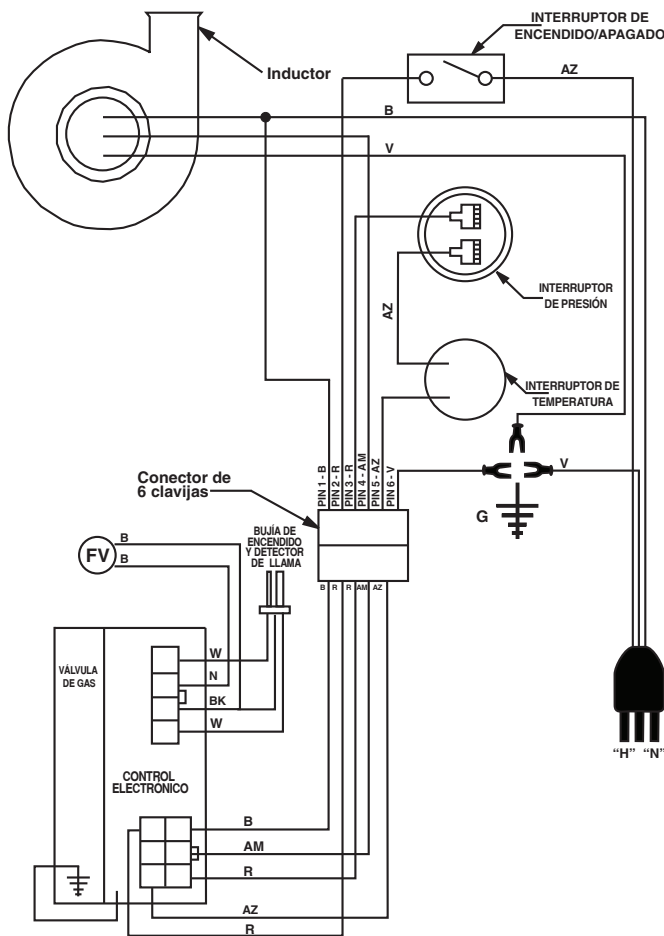 INTERRUPTOR DE
ENCENDIDO/APAGADO
Inductor
AZ
B
V
INTERRUPTOR
DE PRESIÓN
AZ
INTERRUPTOR DE
TEMPERATURA
PIN 1 - B
PIN 2 - R
PIN 3 - R
PIN 4 - AM
PIN 5 - AZ
PIN 6 - V
V
G
Conector de
6 clavijas
BUJÍA DE
ENCENDIDO
Y DETECTOR
DE LLAMA
FV
B
B
B R R AM AZ
VÁLVULA
DE GAS
W
N
BK
W
"H" "N"
CONTROL
ELECTRÓNICO
B
AM
R
AZ
R